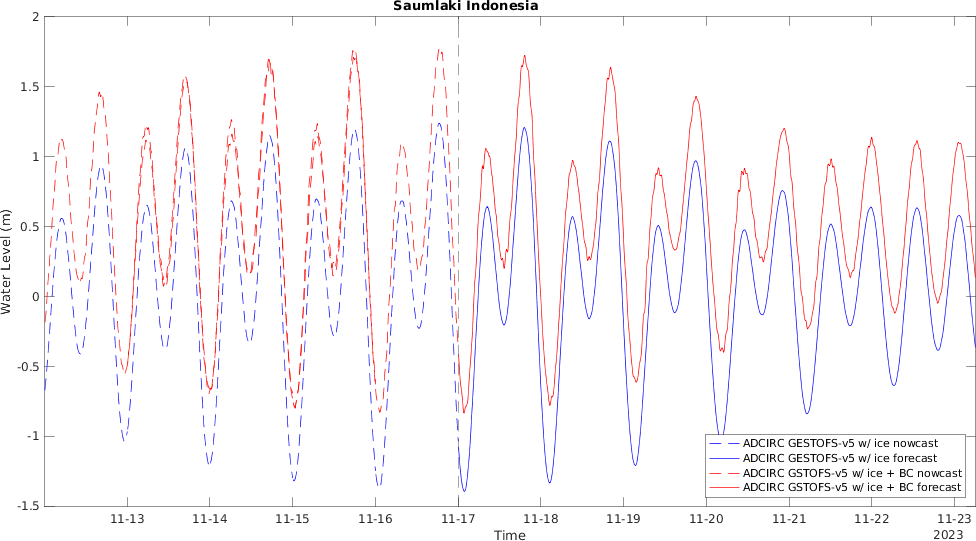 Saumlaki Indonesia
2
1.5
1
0.5
0
-0.5
-1
-1.5
Water Level (m)
11-13 11-14 11-15 11-16 11-17 11-18 11-19 11-20 11-21 11-22 11-23
2023
Time
ADCIRC GESTOFS-v5 w/ ice nowcast
ADCIRC GESTOFS-v5 w/ ice forecast
ADCIRC GSTOFS-v5 w/ ice + BC nowcast
ADCIRC GSTOFS-v5 w/ ice + BC forecast